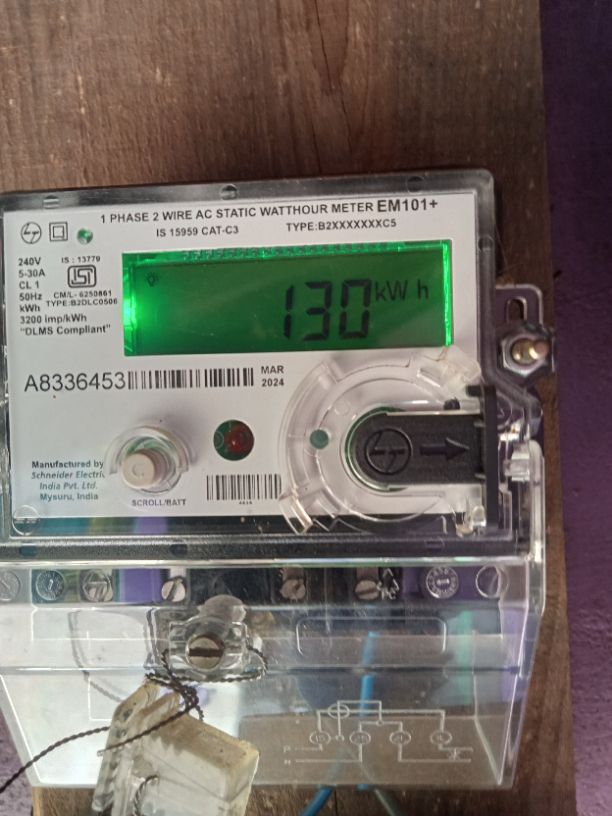 1 PHASE 2 WIRE AC STATIC WATTHOUR METER EM101+
IS 15959 CAT-C3 TYPE:B2XXXXXXXC5
240V
5-30A
CL 1
50Hz
kWh
3200 imp/kWh
"DLMS Compliant"
IS : 13779
CM/L- 6250861
TYPE:B2DLC0506
130 kW h
A8336453
MAR
2024
Manufactured by
Schneider Electric
India Pvt. Ltd.
Mysuru, India
SCROLL/BATT